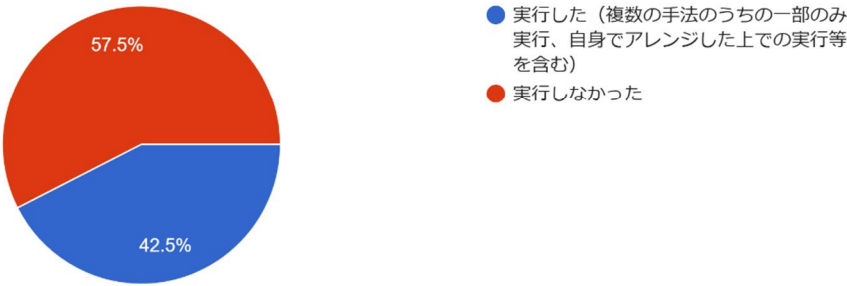 57.5%
42.5%
実行した（複数の手法のうちの一部のみ
実行、自身でアレンジした上での実行等
を含む）
実行しなかった